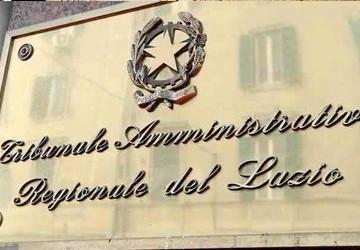 Tribunale Amministrativo
Regionale del Lazio